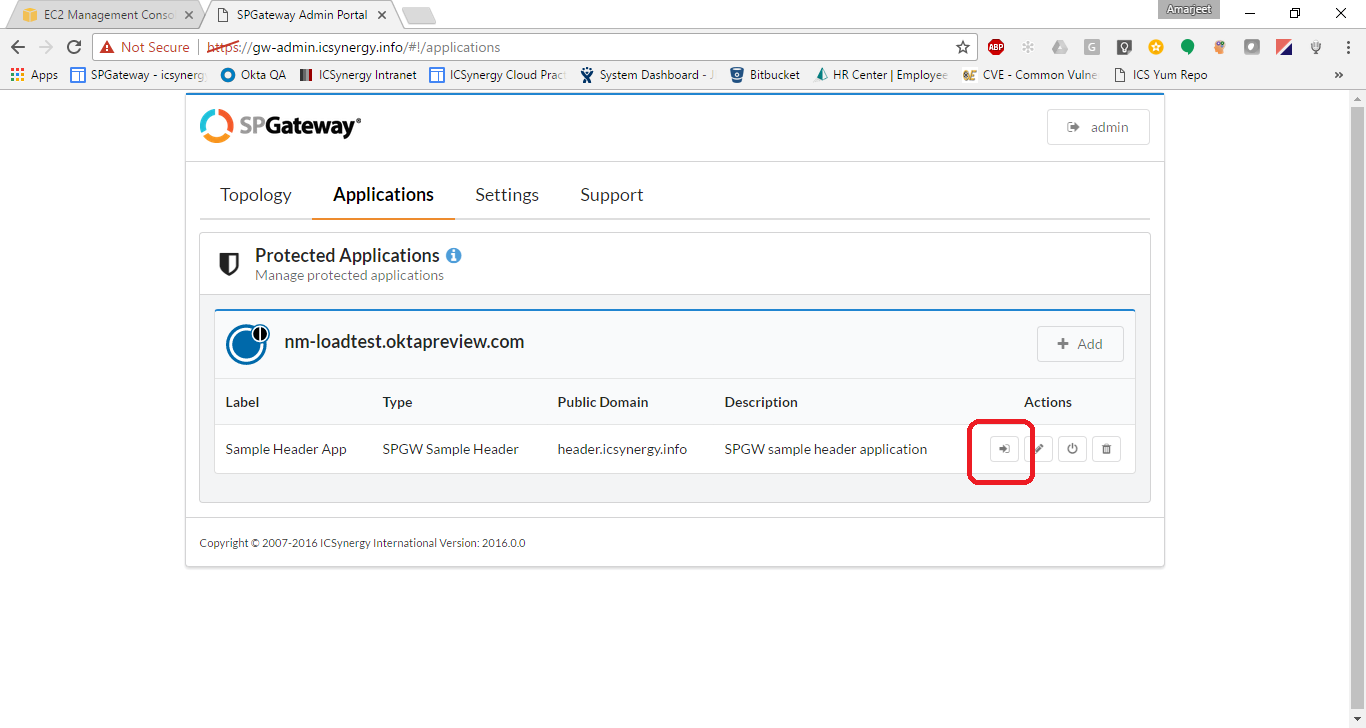 EC2 Management Conso
SPGateway Admin Portal
Amarjeet
Not Secure
https://gw-admin.icsynergy.info/#!/applications
ABP
G
Apps
SPGateway - icsynerg
Okta QA
ICSynergy Intranet
ICSynergy Cloud Prac
System Dashboard - J
Bitbucket
HR Center | Employee
CVE - Common Vulne
ICS Yum Repo
»
SPGateway®
admin
Topology
Applications
Settings
Support
Protected Applications
Manage protected applications
nm-loadtest.oktapreview.com
+ Add
Label Type Public Domain Description Actions
Sample Header App SPGW Sample Header header.icsynergy.info SPGW sample header application
Copyright © 2007-2016 ICSynergy International Version: 2016.0.0